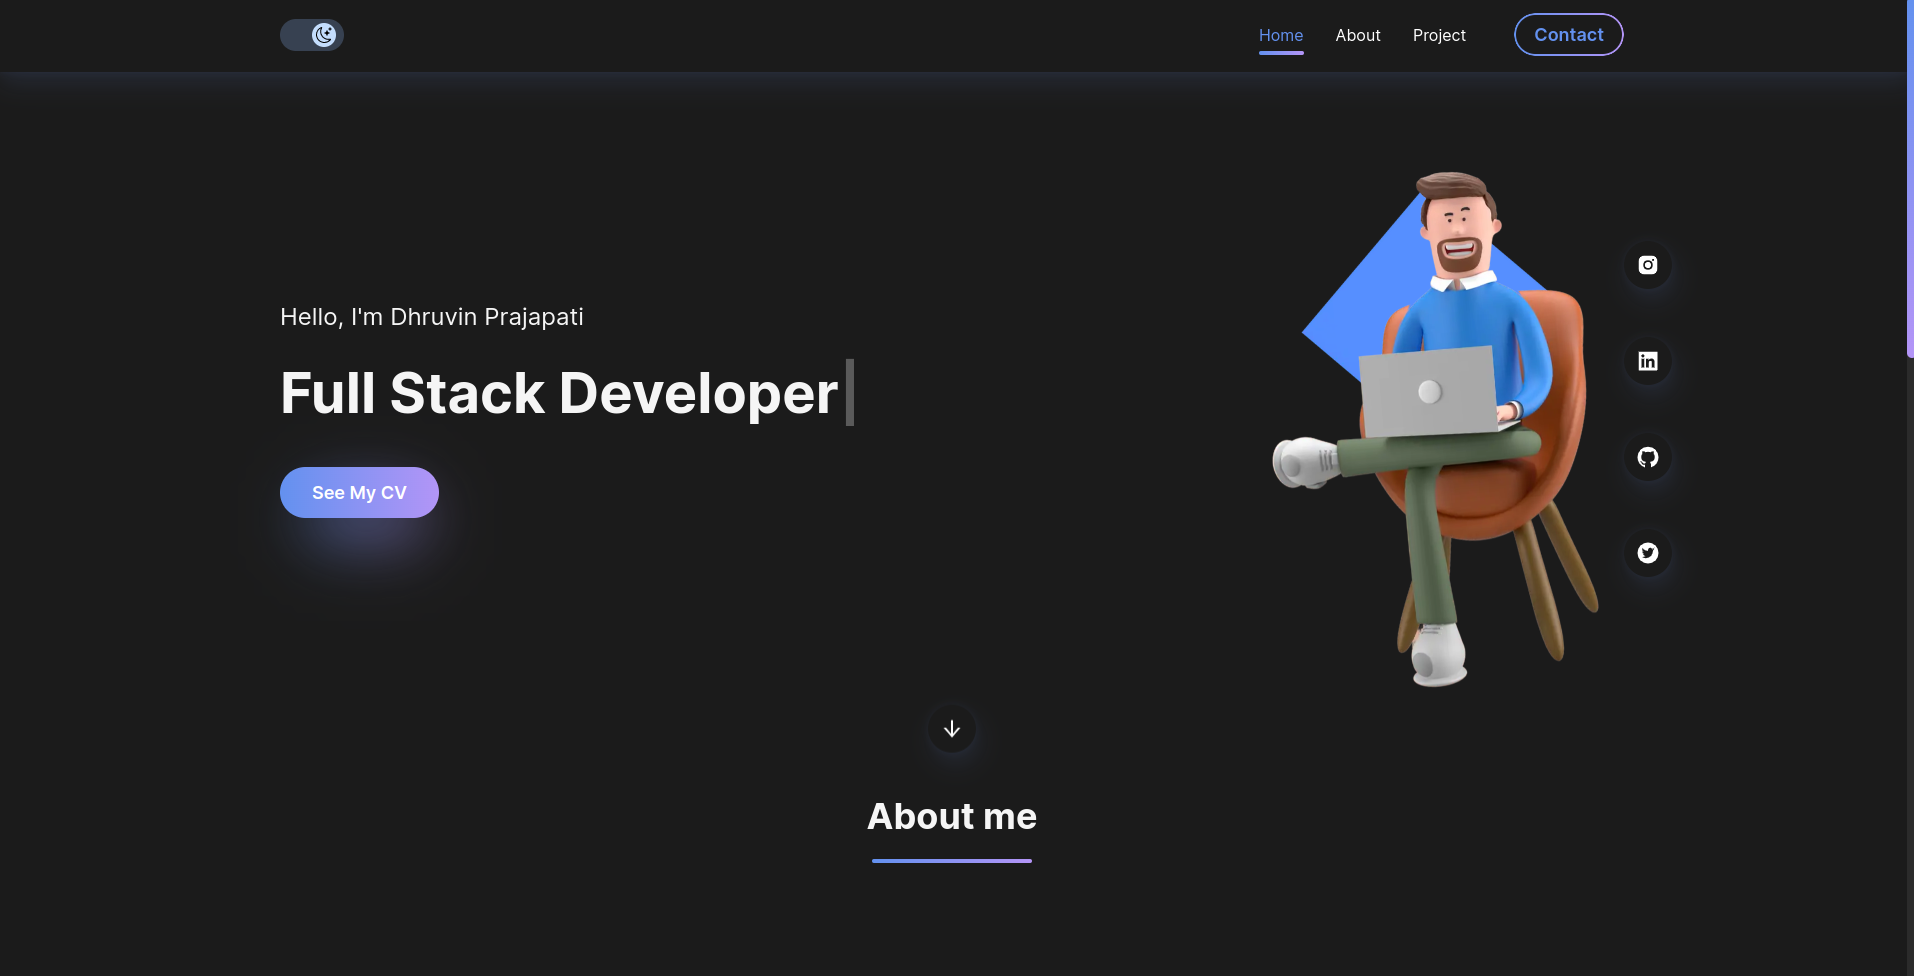 Home
About
Project
Contact
Hello, I'm Dhruvin Prajapati
Full Stack Developer
See My CV
About me